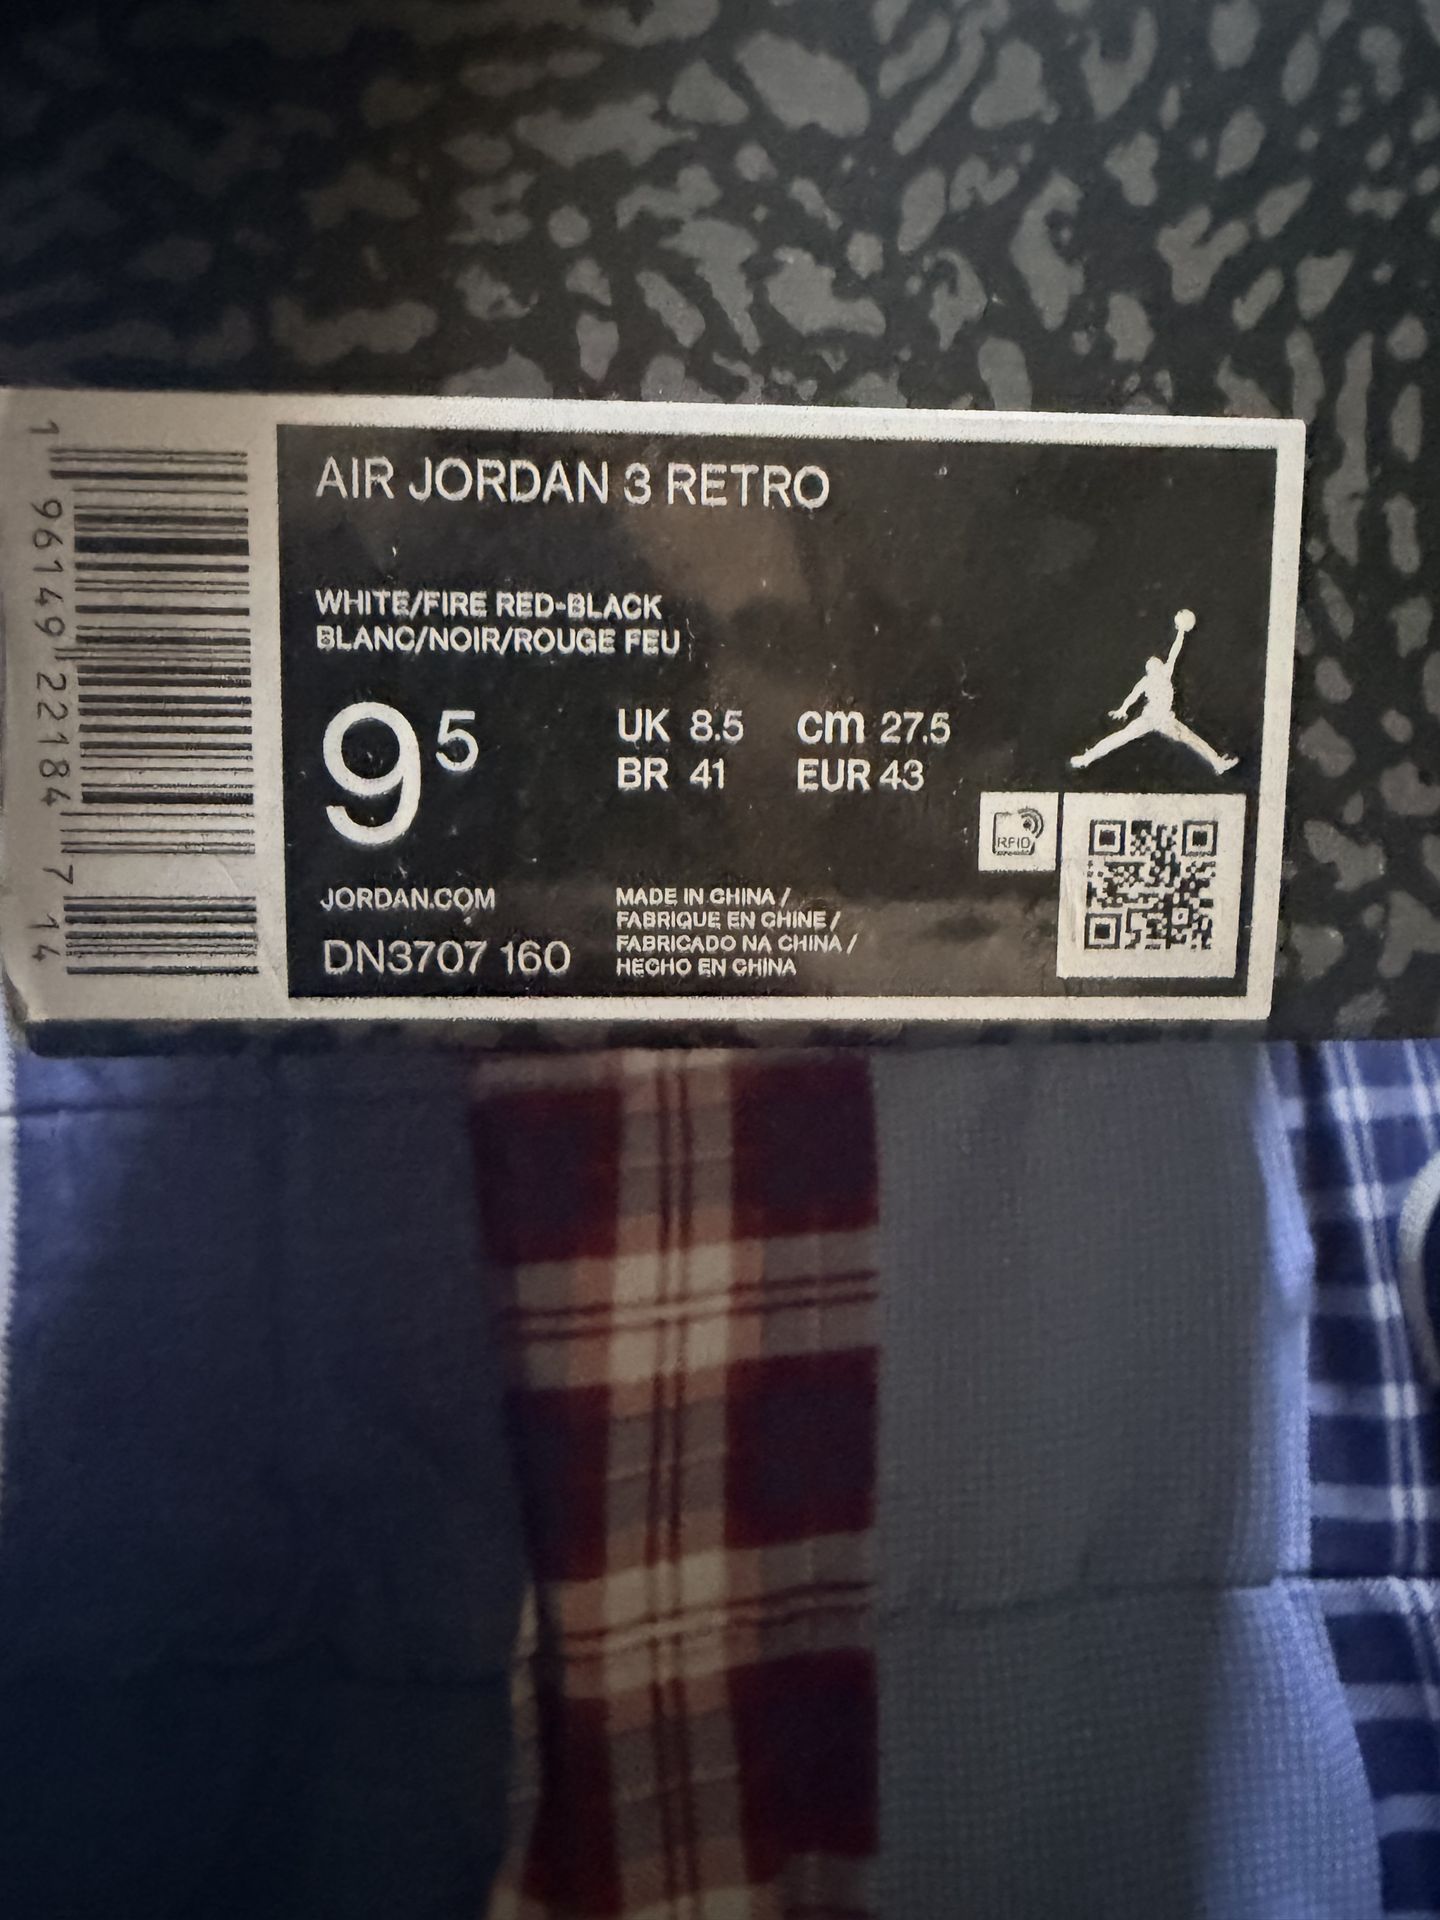 AIR JORDAN 3 RETRO
WHITE/FIRE RED-BLACK
BLANC/NOIR/ROUGE FEU
9 5
UK 8.5 cm 27.5
BR 41 EUR 43
RFID
JORDAN.COM
DN3707 160
MADE IN CHINA /
FABRIQUE EN CHINE /
FABRICADO NA CHINA /
HECHO EN CHINA
1 96149 22184 7 14